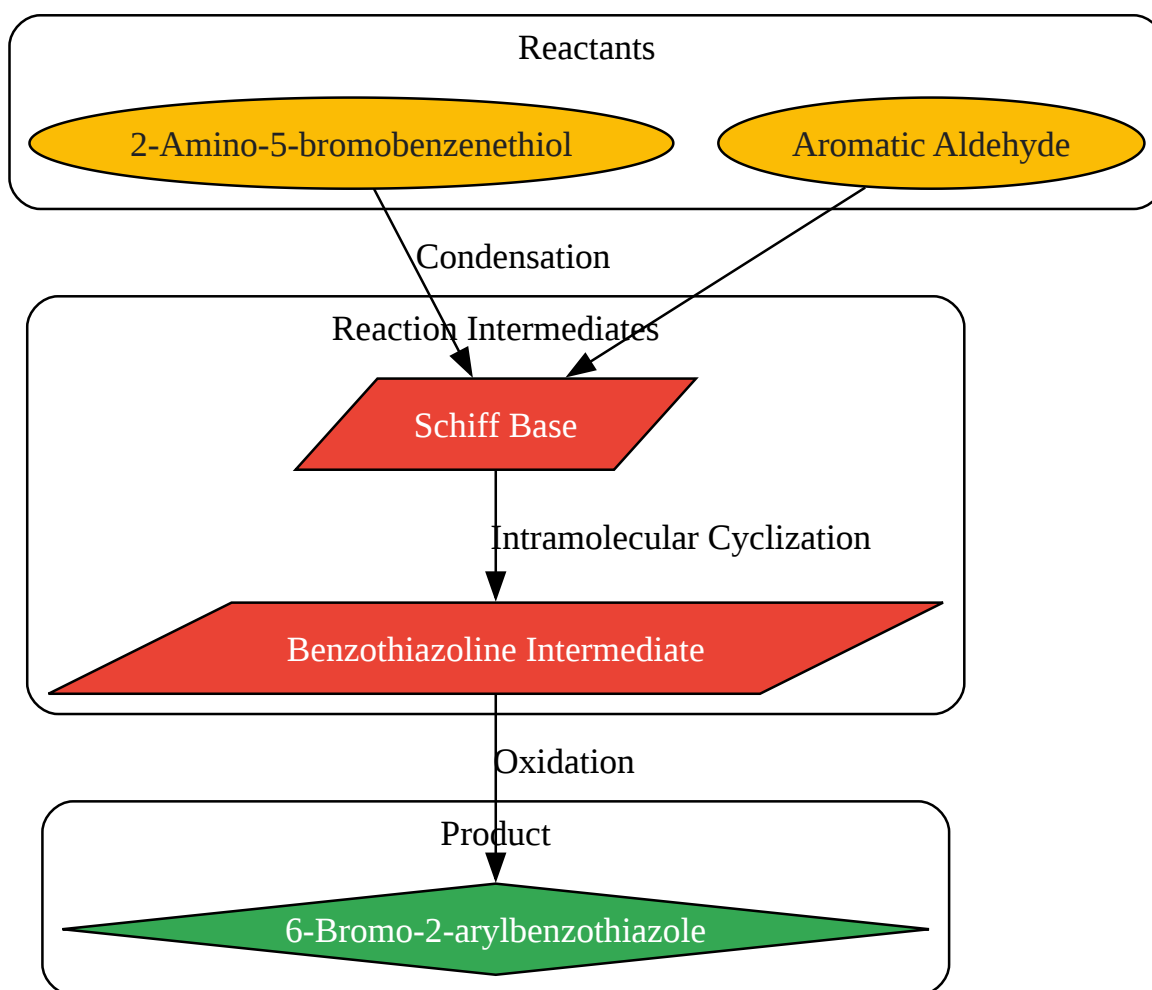 Reactants
2-Amino-5-bromobenzenethiol
Aromatic Aldehyde
Condensation
Reaction Intermediates
Schiff Base
Intramolecular Cyclization
Benzothiazoline Intermediate
Oxidation
Product
6-Bromo-2-arylbenzothiazole